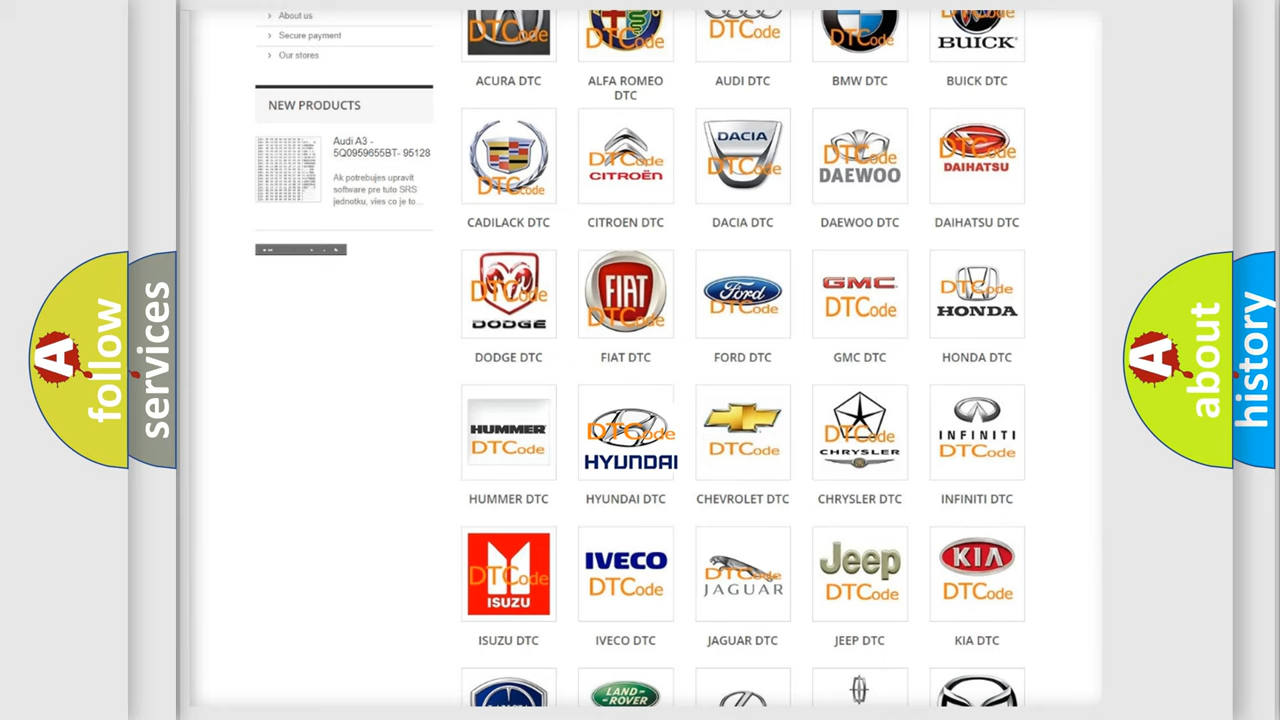 About us
Secure payment
Our stores
NEW PRODUCTS
Audi A3 -
5Q0959655BT- 95128
Ak potrebujes upravit
software pre tuto SRS
jednotku, vies co je to...
DTCode
DTCode
DTCode
DTCode
BUICK
ACURA DTC
ALFA ROMEO
DTC
AUDI DTC
BMW DTC
BUICK DTC
DTCode
DTCode
CITROËN
DACIA
DTCode
DTCode
DAEWOO
DTCode
DAIHATSU
CADILACK DTC
CITROEN DTC
DACIA DTC
DAEWOO DTC
DAIHATSU DTC
DTCode
DODGE
FIAT
DTCode
Ford
DTCode
GMC
DTCode
DTCode
HONDA
DODGE DTC
FIAT DTC
FORD DTC
GMC DTC
HONDA DTC
HUMMER
DTCode
DTCode
HYUNDAI
DTCode
DTCode
CHRYSLER
INFINITI
DTCode
HUMMER DTC
HYUNDAI DTC
CHEVROLET DTC
CHRYSLER DTC
INFINITI DTC
DTCode
ISUZU
IVECO
DTCode
DTCode
JAGUAR
Jeep
DTCode
KIA
DTCode
ISUZU DTC
IVECO DTC
JAGUAR DTC
JEEP DTC
KIA DTC
LAND-
ROVER
A
follow
services
A
about
history